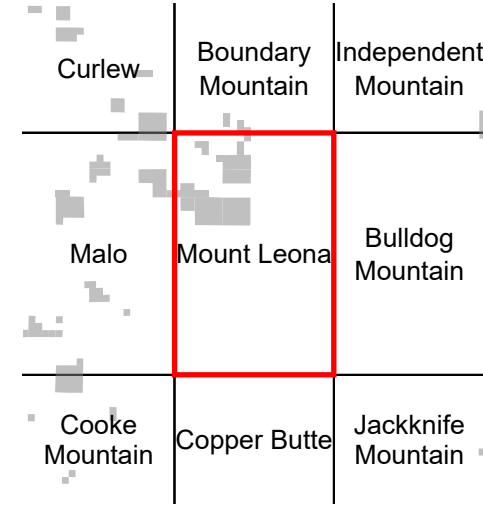 Curlew
Boundary
Mountain
Independent
Mountain
Malo
Mount Leona
Bulldog
Mountain
Cooke
Mountain
Copper Butte
Jackknife
Mountain